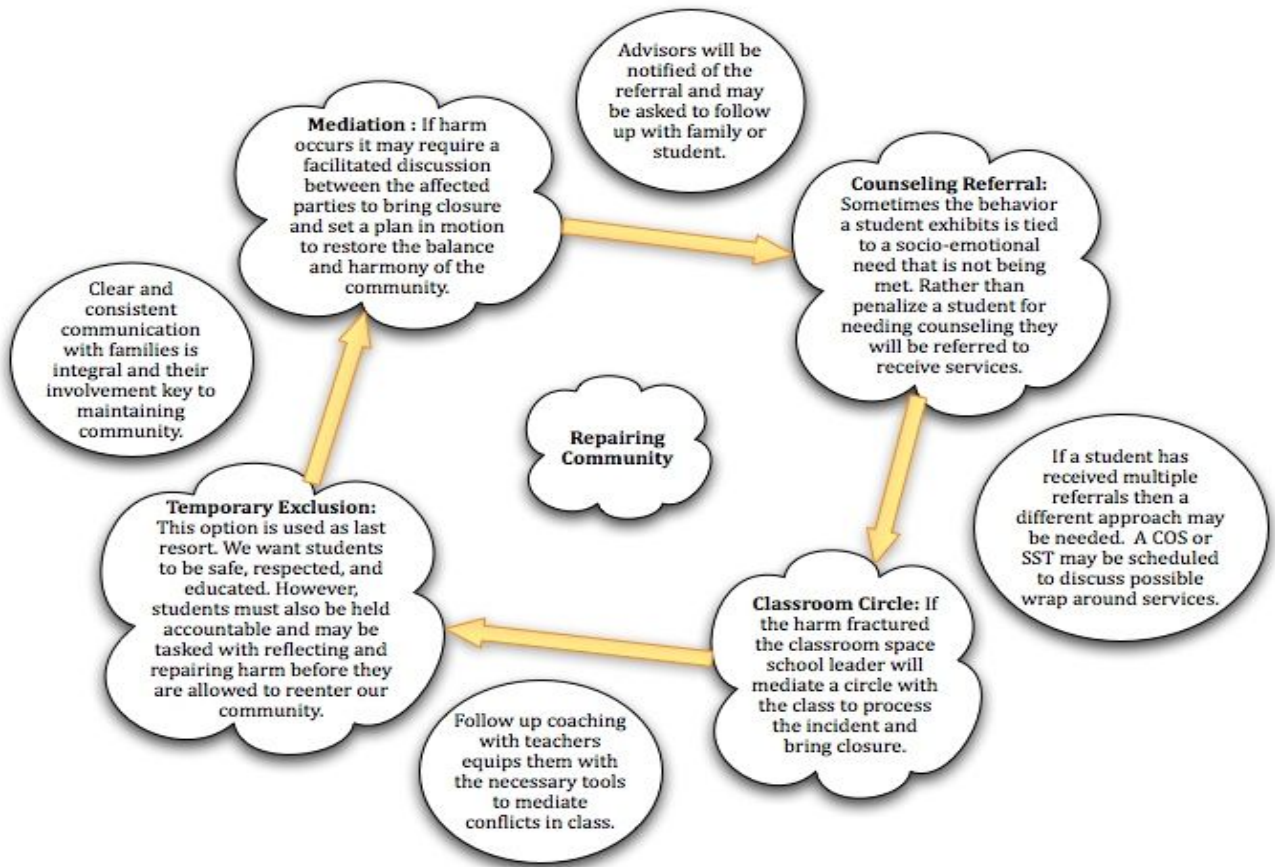 Advisors will be
notified of the
referral and may
be asked to follow
up with family or
student.
Mediation : If harm
occurs it may require a
facilitated discussion
between the affected
parties to bring closure
and set a plan in motion
to restore the balance
and harmony of the
community.
Counseling Referral:
Sometimes the behavior
a student exhibits is tied
to a socio-emotional
need that is not being
met. Rather than
penalize a student for
needing counseling they
will be referred to
receive services.
Clear and
consistent
communication
with families is
integral and their
involvement key to
maintaining
community.
Repairing
Community
If a student has
received multiple
referrals then a
different approach may
be needed. A COS or
SST may be scheduled
to discuss possible
wrap around services.
Temporary Exclusion:
This option is used as last
resort. We want students
to be safe, respected, and
educated. However,
students must also be held
accountable and may be
tasked with reflecting and
repairing harm before they
are allowed to reenter our
community.
Classroom Circle: If
the harm fractured
the classroom space
school leader will
mediate a circle with
the class to process
the incident and
bring closure.
Follow up coaching
with teachers
equips them with
the necessary tools
to mediate
conflicts in class.